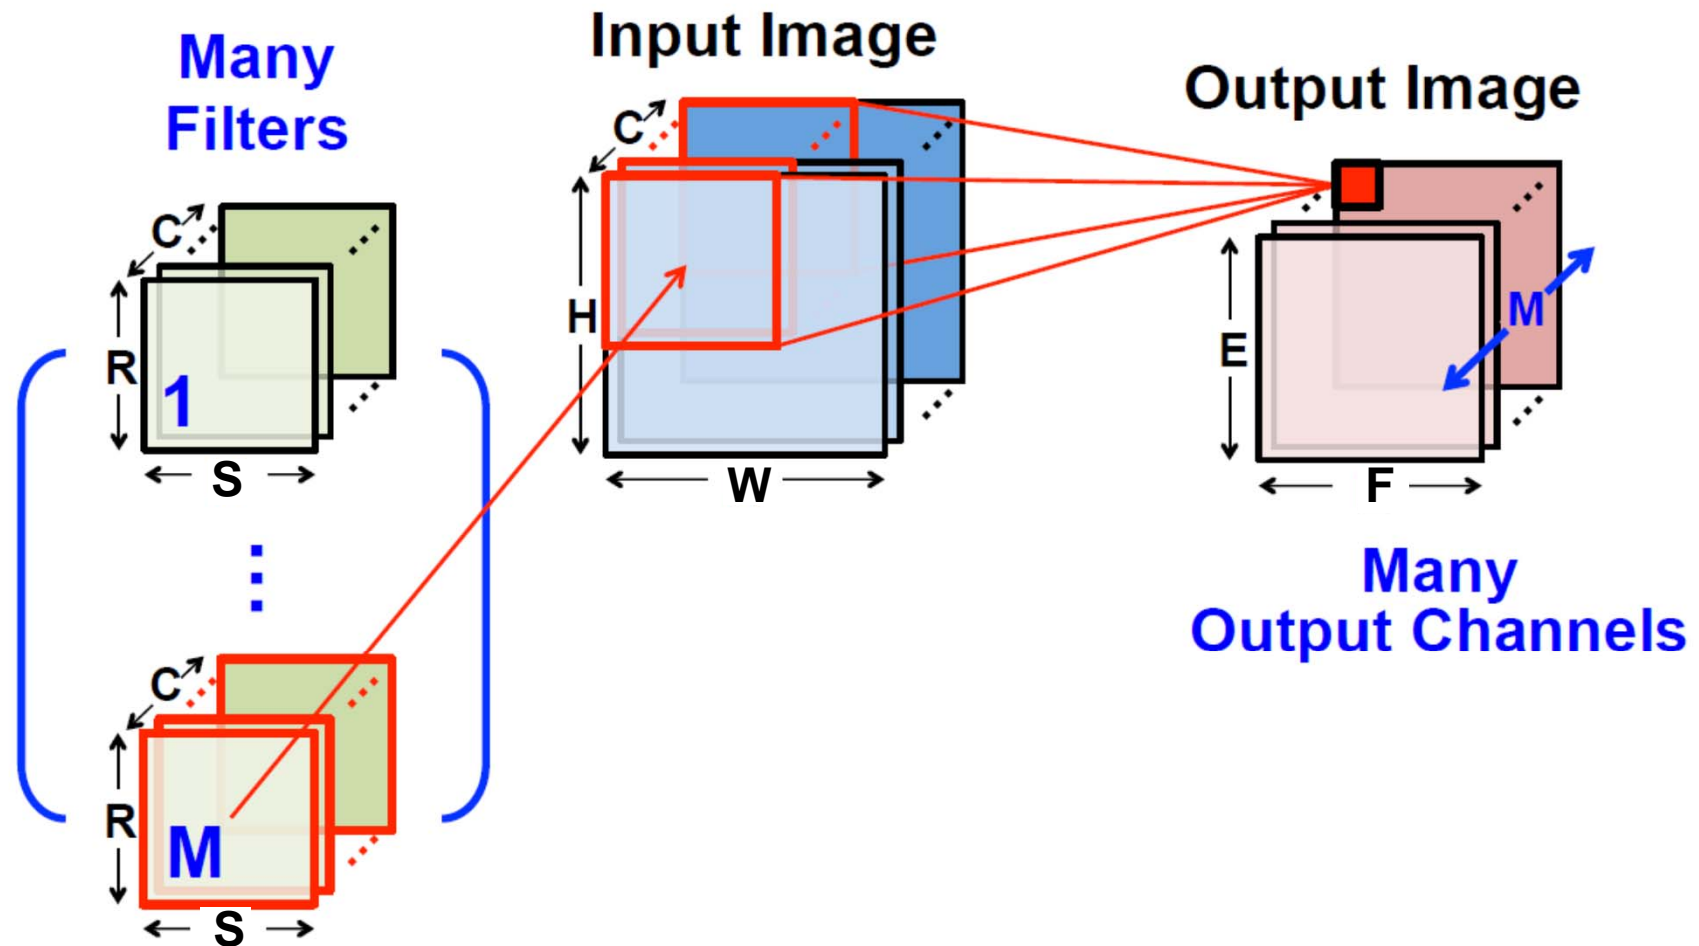 Many
Filters
C
R
1
S
C
R
M
S
Input Image
C
H
W
Output Image
E
M
F
Many
Output Channels